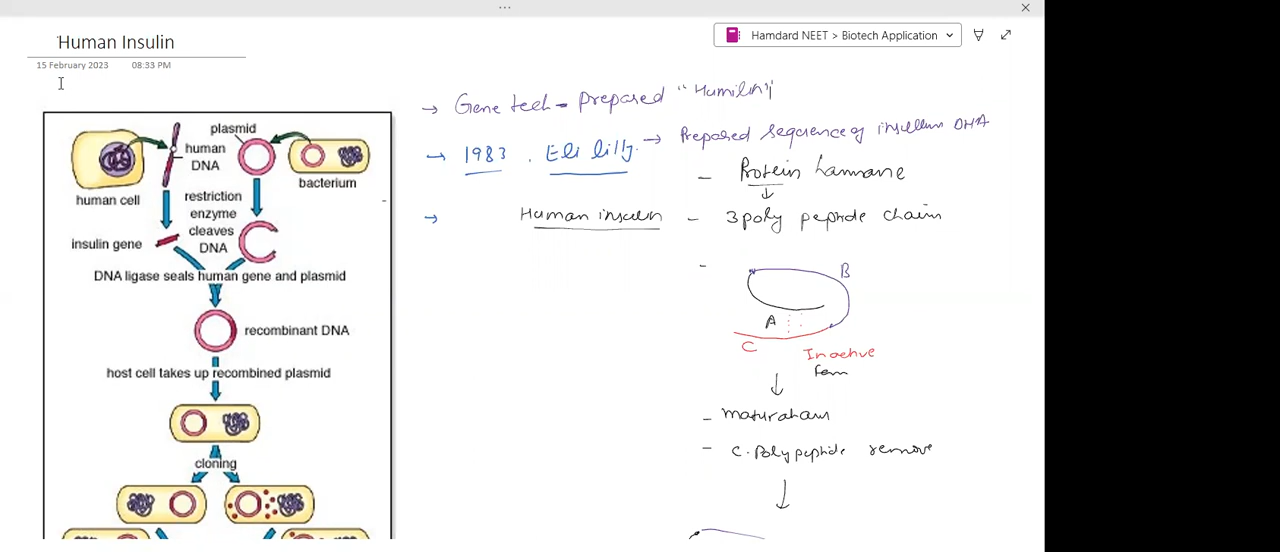 Human Insulin
Hamdard NEET > Biotech Application
15 February 2023 08:33 PM
→ Gene tech - Prepared "Humilin"
→ 1983, Eli lilly. → Prepared sequence of insulin DNA
- Protein hormone
→ Human insulin - 3 poly peptide chain
-
B
A
C
Inactive
form
- maturation
- C. Polypeptide remove
plasmid
human
DNA
human cell
bacterium
restriction
enzyme
cleaves
DNA
insulin gene
DNA ligase seals human gene and plasmid
recombinant DNA
host cell takes up recombined plasmid
cloning